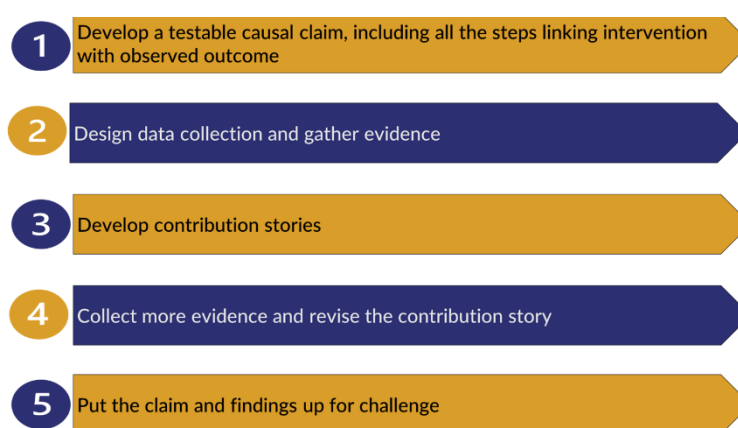 1
Develop a testable causal claim, including all the steps linking intervention
with observed outcome
2
Design data collection and gather evidence
3
Develop contribution stories
4
Collect more evidence and revise the contribution story
5
Put the claim and findings up for challenge